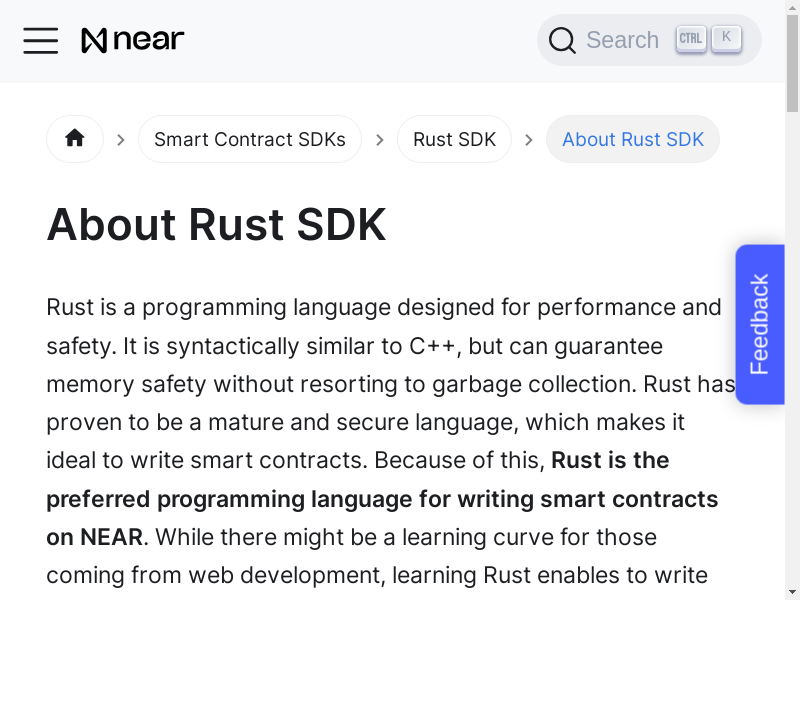 near
Search CTRL K
Smart Contract SDKs Rust SDK About Rust SDK
About Rust SDK
Rust is a programming language designed for performance and
safety. It is syntactically similar to C++, but can guarantee
memory safety without resorting to garbage collection. Rust has
proven to be a mature and secure language, which makes it
ideal to write smart contracts. Because of this, Rust is the
preferred programming language for writing smart contracts
on NEAR. While there might be a learning curve for those
coming from web development, learning Rust enables to write
Feedback